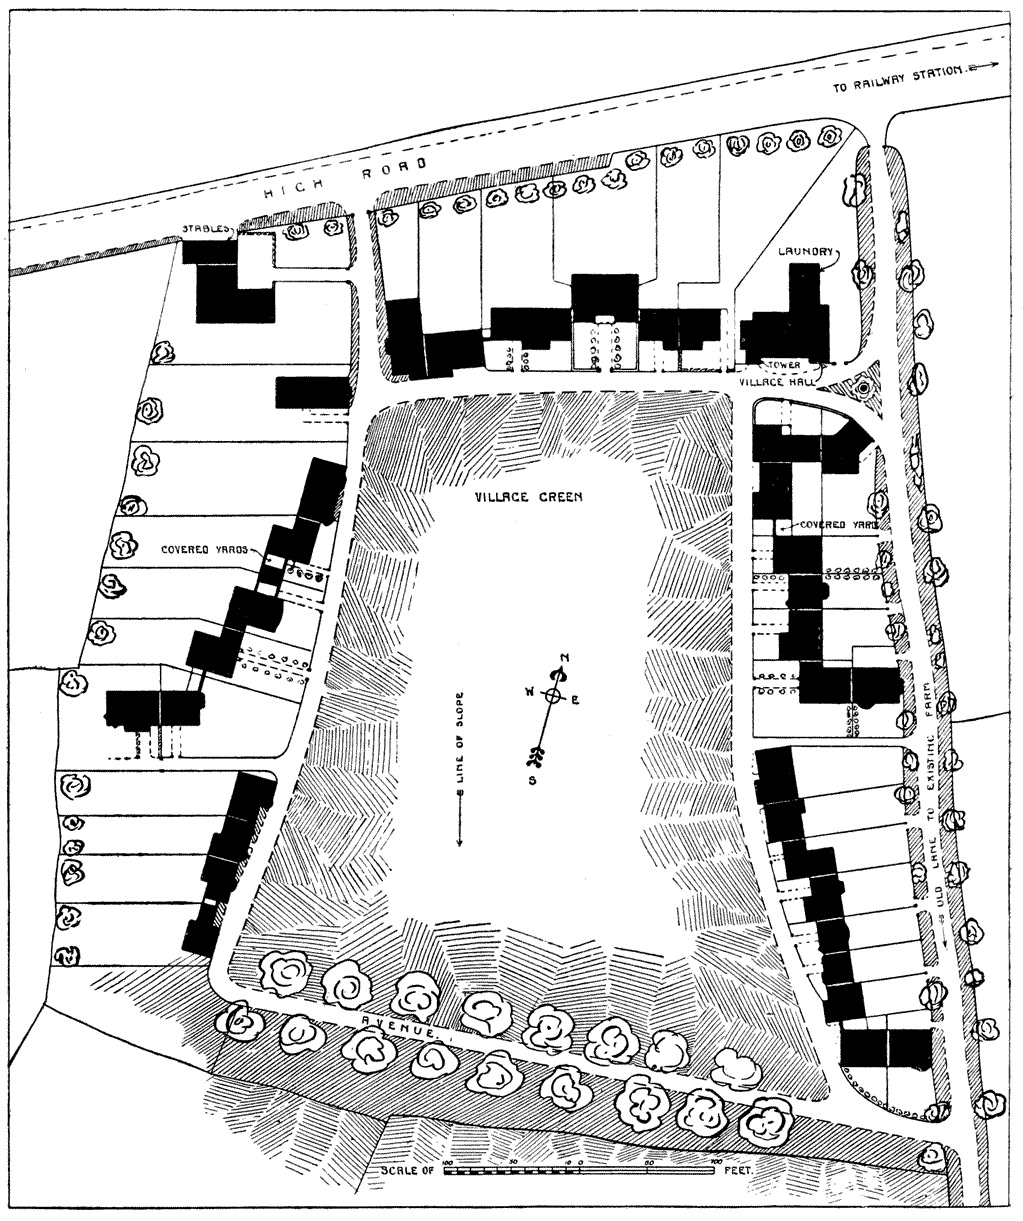 TO RAILWAY STATION.
HIGH ROAD
STABLES
LAUNDRY
TOWER
VILLAGE HALL
VILLAGE GREEN
COVERED YARDS
COVERED YARD
N
W E
S
LINE OF SLOPE
OLD LANE TO EXISTING FARM
AVENUE.
SCALE OF 100 50 10 0 50 100 FEET.